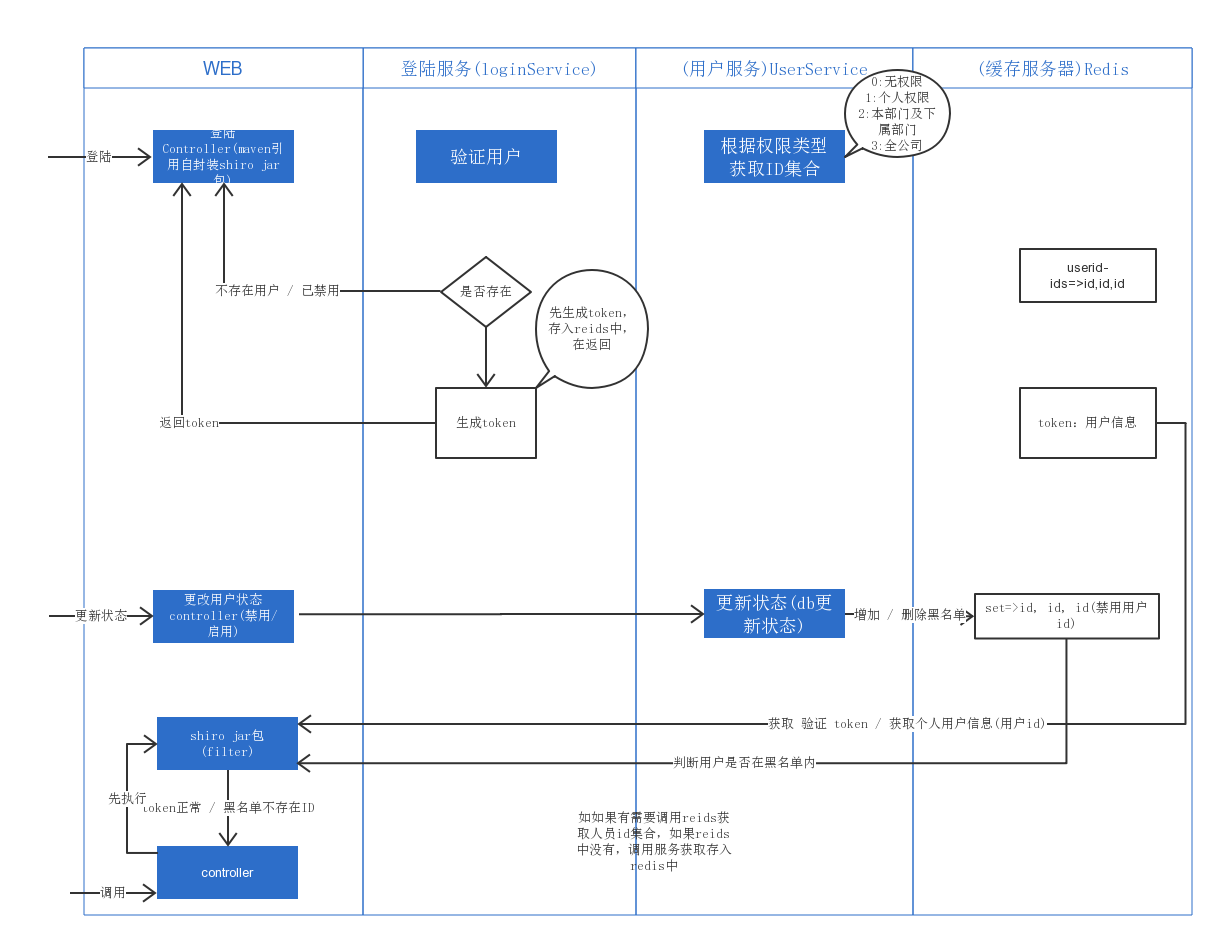 WEB
登陆服务(loginService)
(用户服务)UserService
(缓存服务器)Redis
0:无权限
1:个人权限
2:本部门及下
属部门
3:全公司
登陆
登陆
Controller(maven引
用自封装shiro jar
包)
验证用户
根据权限类型
获取ID集合
userid-
ids=>id,id,id
不存在用户 / 已禁用
是否存在
先生成token,
存入reids中,
在返回
返回token
生成token
token: 用户信息
更新状态
更改用户状态
controller(禁用/
启用)
更新状态(db更
新状态)
增加 / 删除黑名单
set=>id, id, id(禁用用户
id)
shiro jar包
(filter)
获取 验证 token / 获取个人用户信息(用户id)
判断用户是否在黑名单内
先执行
token正常 / 黑名单不存在ID
如如果有需要调用reids获
取人员id集合, 如果reids
中没有, 调用服务获取存入
redis中
controller
调用